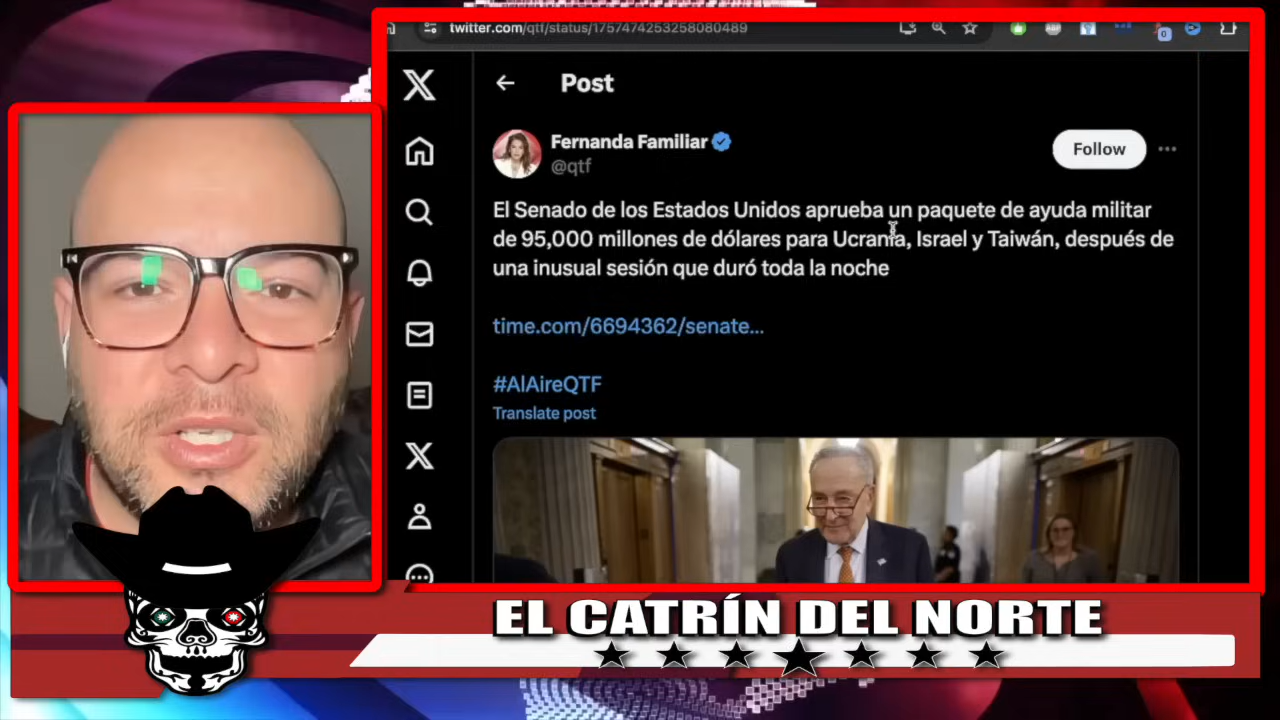 twitter.com/qtf/status/1757474253258080489
0
Post
Fernanda Familiar
@qtf
Follow
El Senado de los Estados Unidos aprueba un paquete de ayuda militar
de 95,000 millones de dólares para Ucrania, Israel y Taiwán, después de
una inusual sesión que duró toda la noche
time.com/6694362/senate...
#AlAireQTF
Translate post
EL CATRÍN DEL NORTE